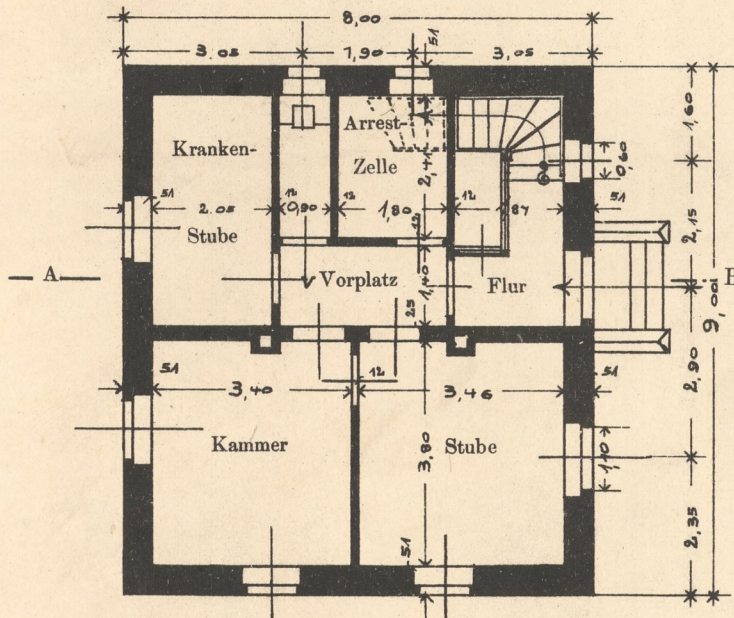 8,00
3,05 1,90 51 3,05
Kranken-
Stube
Arrest-
Zelle
2,41
1,60
0,60
51 2.05 12 0,90 12 1,80 12 87 51
2,15
12
A
Vorplatz
1,40
Flur
B
9,00
25
51 3,40 12 3,46 51
2,90
Kammer
Stube
3,80
1,10
51
2,35